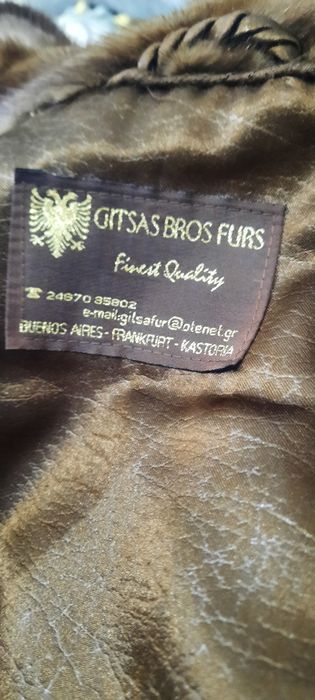 GITSAS BROS FURS
Finest Quality
☎ 24670 85802
e-mail:gitsafur@otenet.gr
BUENOS AIRES - FRANKFURT - KASTORIA